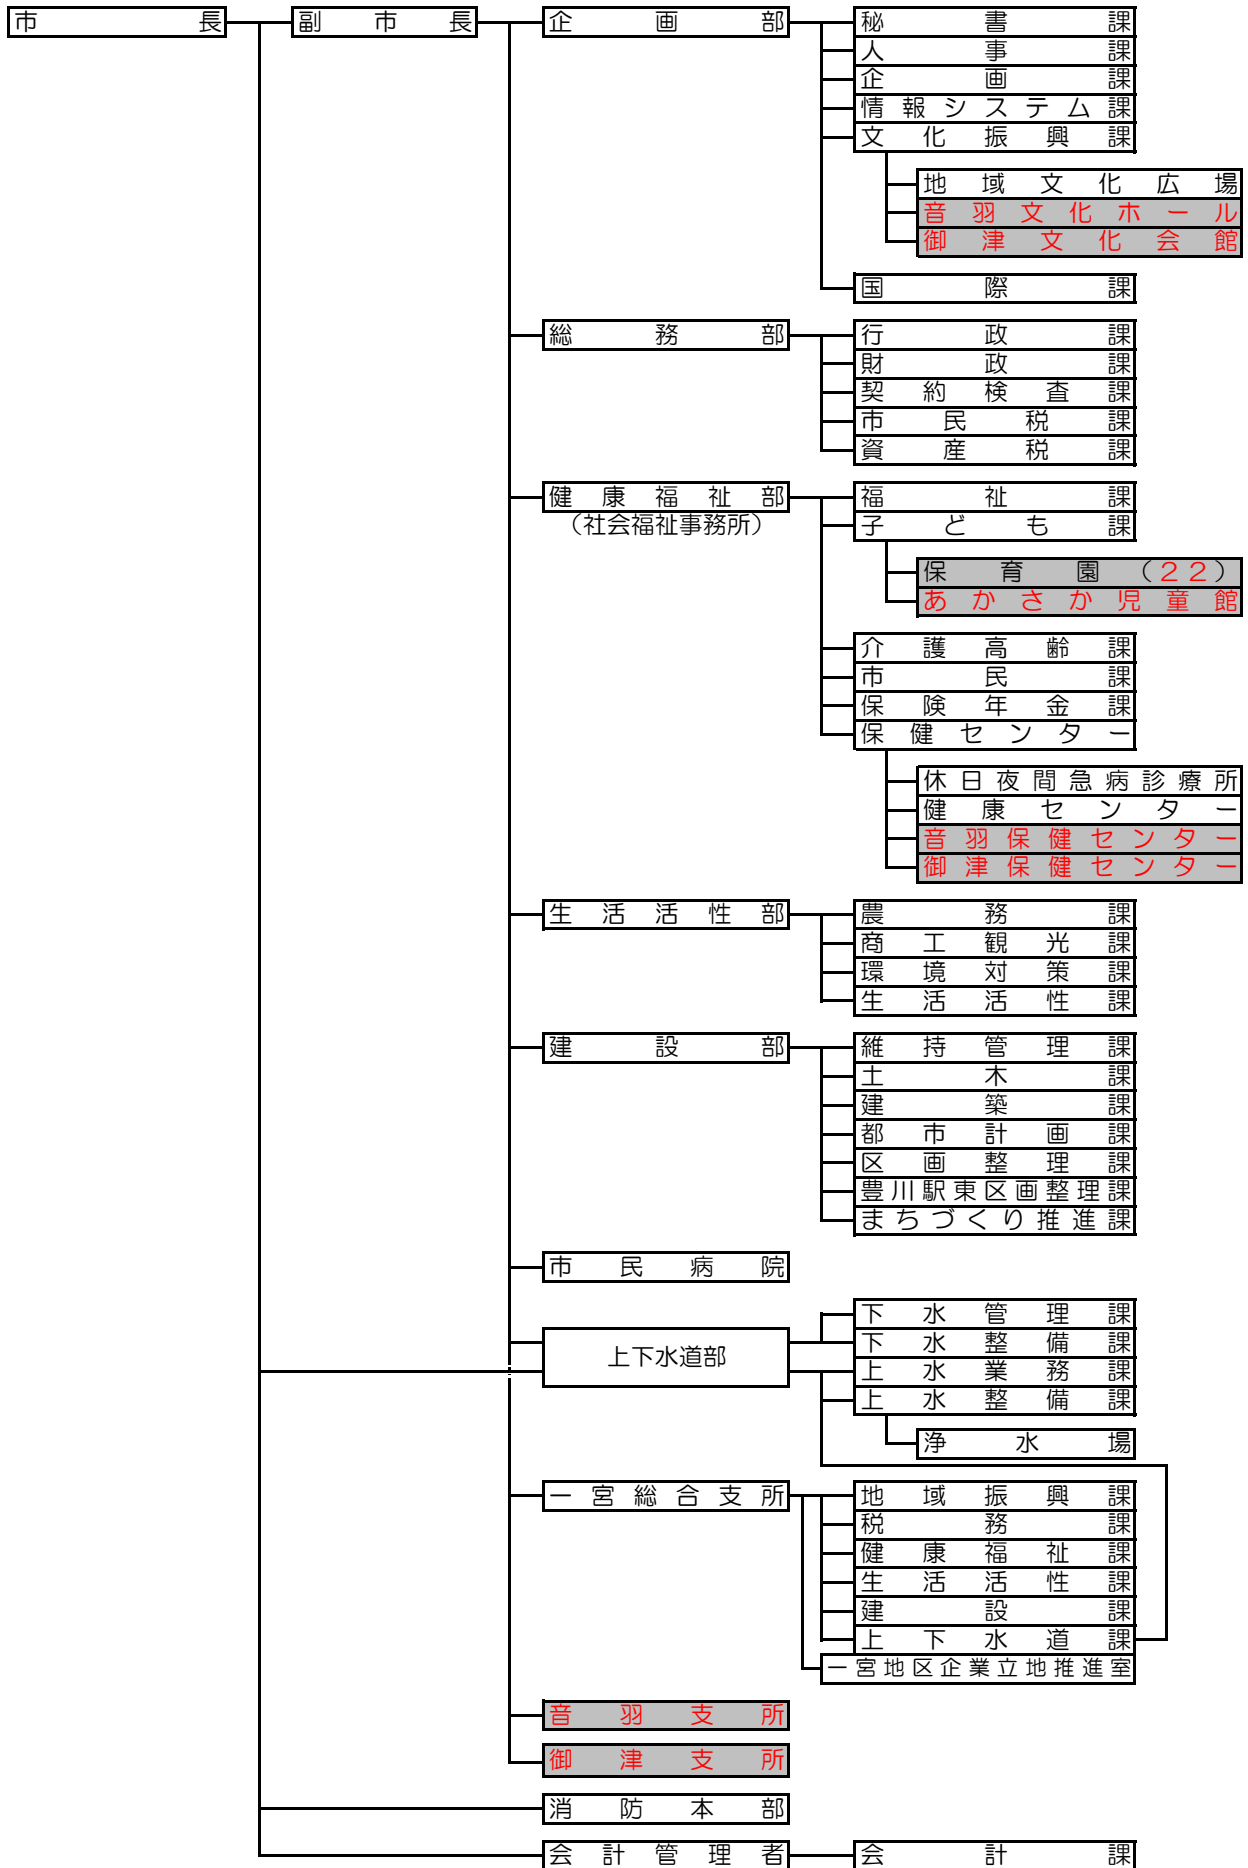 市長 副市長 企画部 秘書課
人事課
企画課
情報システム課
文化振興課
地域文化広場
音羽文化ホール
御津文化会館
国際課
総務部 行政課
財政課
契約検査課
市民税課
資産税課
健康福祉部 福祉課
(社会福祉事務所) 子ども課
保育園(22)
あかさか児童館
介護高齢課
市民課
保険年金課
保健センター
休日夜間急病診療所
健康センター
音羽保健センター
御津保健センター
生活活性部 農務課
商工観光課
環境対策課
生活活性課
建設部 維持管理課
土木課
建築課
都市計画課
区画整理課
豊川駅東区画整理課
まちづくり推進課
市民病院
下水管理課
上下水道部 下水整備課
上水業務課
上水整備課
浄水場
一宮総合支所 地域振興課
税務課
健康福祉課
生活活性課
建設課
上下水道課
一宮地区企業立地推進室
音羽支所
御津支所
消防本部
会計管理者 会計課